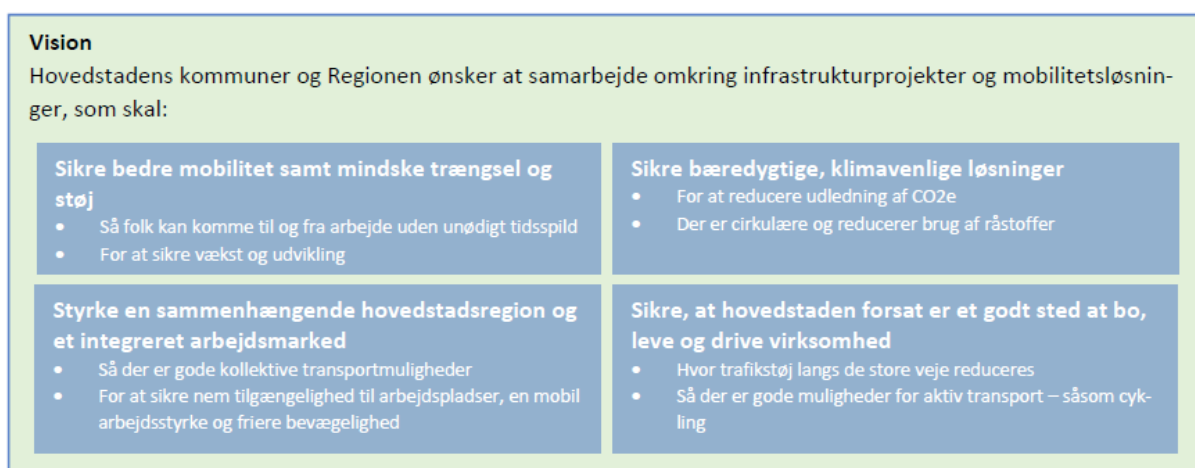 Vision
Hovedstadens kommuner og Regionen ønsker at samarbejde omkring infrastrukturprojekter og mobilitetsløsnin-
ger, som skal:
Sikre bedre mobilitet samt mindske trængsel og
støj
• Så folk kan komme til og fra arbejde uden unødigt tidsspild
• For at sikre vækst og udvikling
Sikre bæredygtige, klimavenlige løsninger
• For at reducere udledning af CO2e
• Der er cirkulære og reducerer brug af råstoffer
Styrke en sammenhængende hovedstadsregion og
et integreret arbejdsmarked
• Så der er gode kollektive transportmuligheder
• For at sikre nem tilgængelighed til arbejdspladser, en mobil
arbejdsstyrke og friere bevægelighed
Sikre, at hovedstaden forsat er et godt sted at bo,
leve og drive virksomhed
• Hvor trafikstøj langs de store veje reduceres
• Så der er gode muligheder for aktiv transport – såsom cyk-
ling